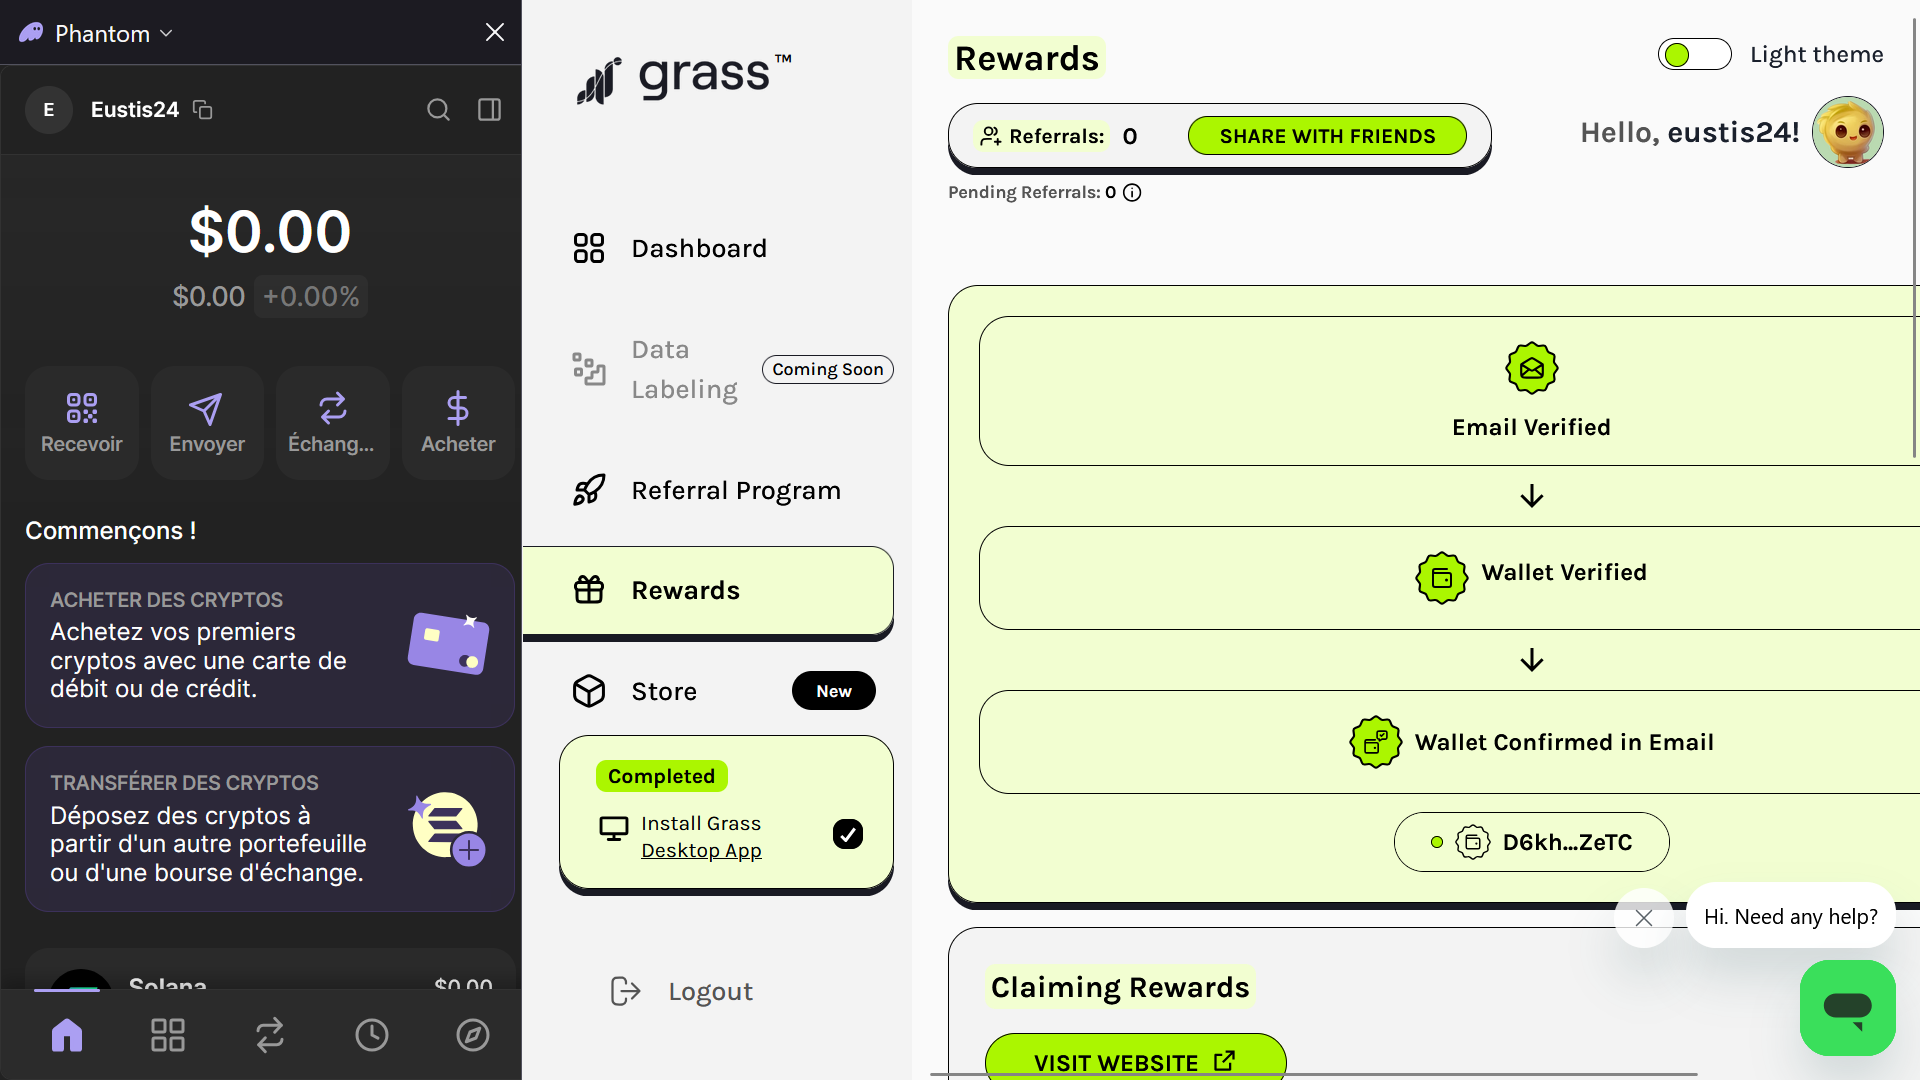 Phantom
E
Eustis24
$0.00
$0.00 +0.00%
Recevoir
Envoyer
Échang...
Acheter
Commençons !
ACHETER DES CRYPTOS
Achetez vos premiers
cryptos avec une carte de
débit ou de crédit.
TRANSFÉRER DES CRYPTOS
Déposez des cryptos à
partir d'un autre portefeuille
ou d'une bourse d'échange.
Solana $0.00
grass™
Dashboard
Data
Labeling
Coming Soon
Referral Program
Rewards
Store
New
Completed
Install Grass
Desktop App
Logout
Rewards
Light theme
Referrals: 0
SHARE WITH FRIENDS
Hello, eustis24!
Pending Referrals: 0
Email Verified
Wallet Verified
Wallet Confirmed in Email
D6kh...ZeTC
Hi. Need any help?
Claiming Rewards
VISIT WEBSITE